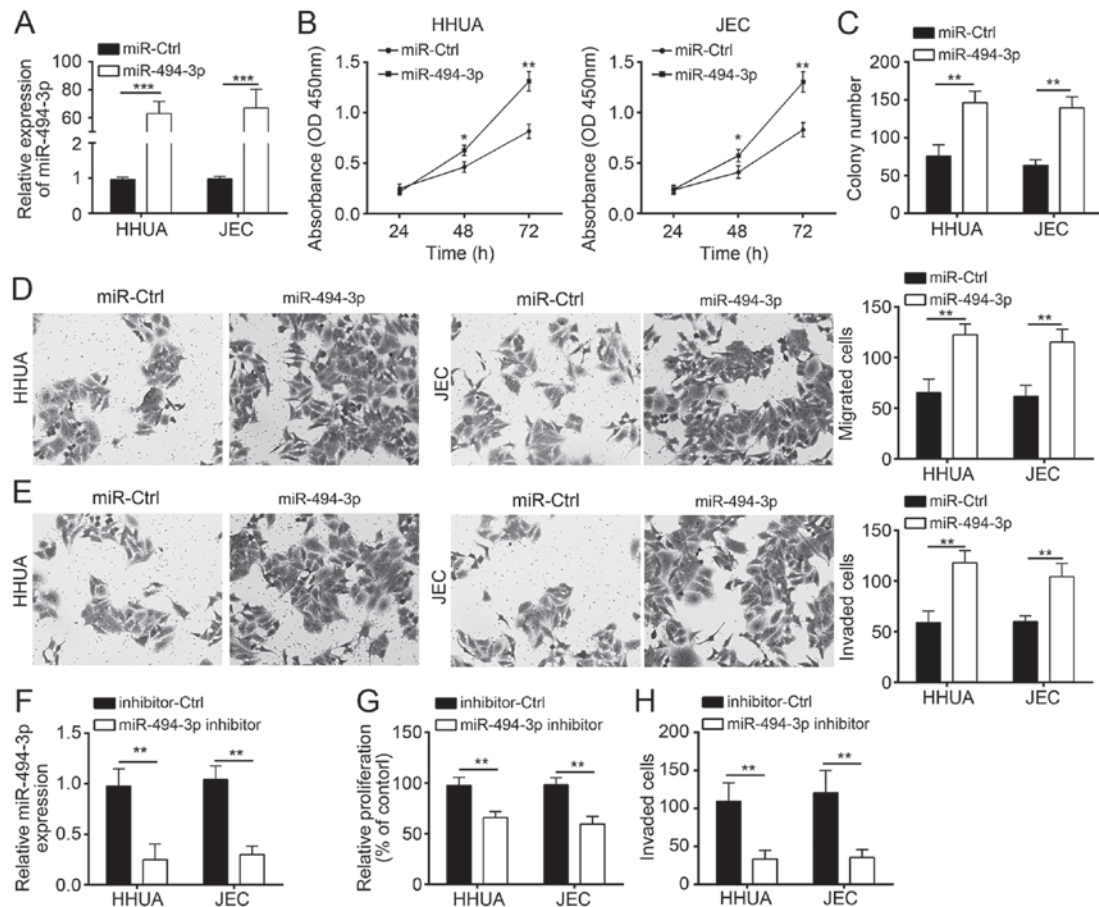 A
miR-Ctrl
miR-494-3p
Relative expression
of miR-494-3p
80
60
2
1
0
***
***
HHUA
JEC
B
HHUA
miR-Ctrl
miR-494-3p
Absorbance (OD 450nm)
1.5
1.0
0.5
0.0
*
**
24
48
72
Time (h)
JEC
miR-Ctrl
miR-494-3p
Absorbance (OD 450nm)
1.5
1.0
0.5
0.0
*
**
24
48
72
Time (h)
C
miR-Ctrl
miR-494-3p
Colony number
200
150
100
50
0
**
**
HHUA
JEC
D
miR-Ctrl
miR-494-3p
miR-Ctrl
miR-494-3p
HHUA
JEC
miR-Ctrl
miR-494-3p
Migrated cells
150
100
50
0
**
**
HHUA
JEC
E
miR-Ctrl
miR-494-3p
miR-Ctrl
miR-494-3p
HHUA
JEC
miR-Ctrl
miR-494-3p
Invaded cells
150
100
50
0
**
**
HHUA
JEC
F
inhibitor-Ctrl
miR-494-3p inhibitor
Relative miR-494-3p
expression
1.5
1.0
0.5
0.0
**
**
HHUA
JEC
G
inhibitor-Ctrl
miR-494-3p inhibitor
Relative proliferation
(% of contorl)
150
100
50
0
**
**
HHUA
JEC
H
inhibitor-Ctrl
miR-494-3p inhibitor
Invaded cells
200
150
100
50
0
**
**
HHUA
JEC